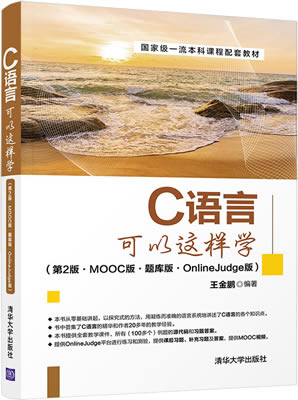 国家级一流本科课程配套教材
C语言
可以这样学
（第2版·MOOC版·题库版·OnlineJudge版）
王金鹏 编著
本书从零基础讲起，以探究式的方法，用凝练而准确的语言系统地讲述了C语言的各个知识点。
书中荟萃了C语言的精华和作者20多年的教学经验。
本书提供全套教学课件、所有（100多个）例题的源代码和习题答案。
提供OnlineJudge平台进行练习和测验，提供课后习题、补充习题及答案，提供MOOC视频。
清华大学出版社
C语言
可以这样学
（第2版·MOOC版·题库版·OnlineJudge版）
清华大学出版社